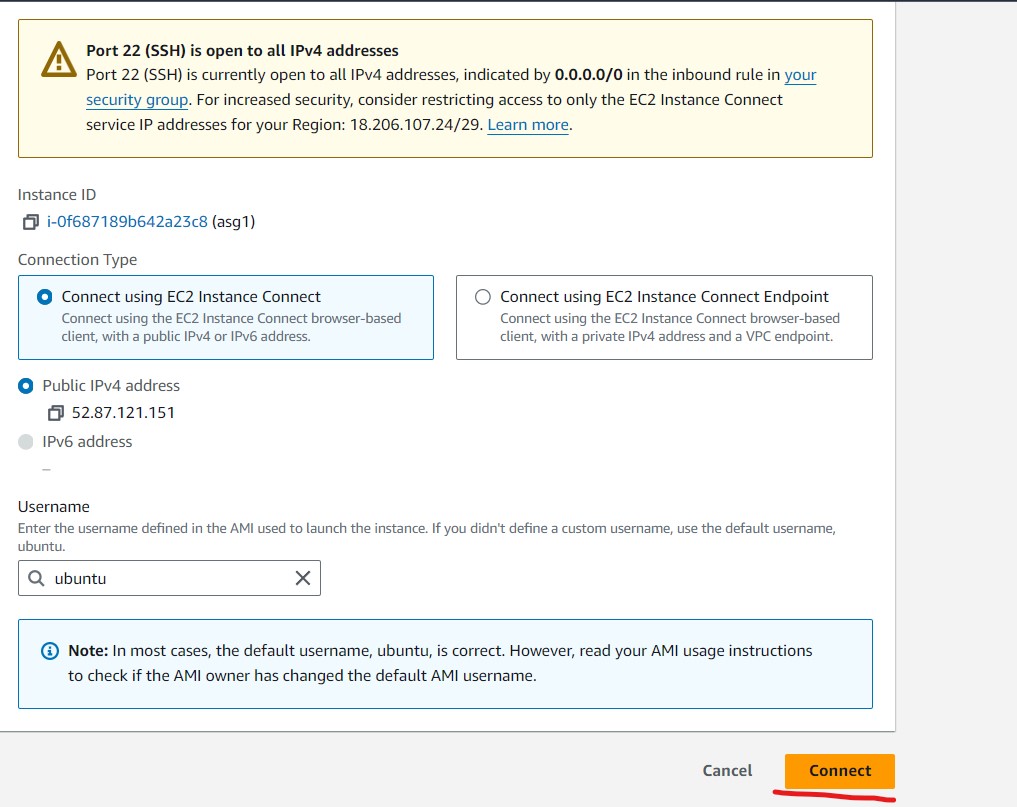 Port 22 (SSH) is open to all IPv4 addresses
Port 22 (SSH) is currently open to all IPv4 addresses, indicated by 0.0.0.0/0 in the inbound rule in your
security group. For increased security, consider restricting access to only the EC2 Instance Connect
service IP addresses for your Region: 18.206.107.24/29. Learn more.
Instance ID
i-0f687189b642a23c8 (asg1)
Connection Type
Connect using EC2 Instance Connect
Connect using the EC2 Instance Connect browser-based
client, with a public IPv4 or IPv6 address.
Connect using EC2 Instance Connect Endpoint
Connect using the EC2 Instance Connect browser-based
client, with a private IPv4 address and a VPC endpoint.
Public IPv4 address
52.87.121.151
IPv6 address
–
Username
Enter the username defined in the AMI used to launch the instance. If you didn't define a custom username, use the default username,
ubuntu.
ubuntu
Note: In most cases, the default username, ubuntu, is correct. However, read your AMI usage instructions
to check if the AMI owner has changed the default AMI username.
Cancel
Connect